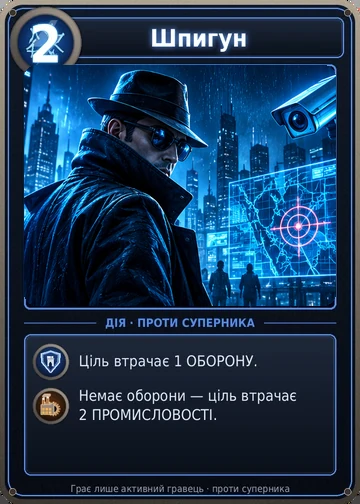 2
Шпигун
ДІЯ · ПРОТИ СУПЕРНИКА
Ціль втрачає 1 ОБОРОНУ.
Немає оборони — ціль втрачає
2 ПРОМИСЛОВОСТІ.
Грає лише активний гравець · проти суперника